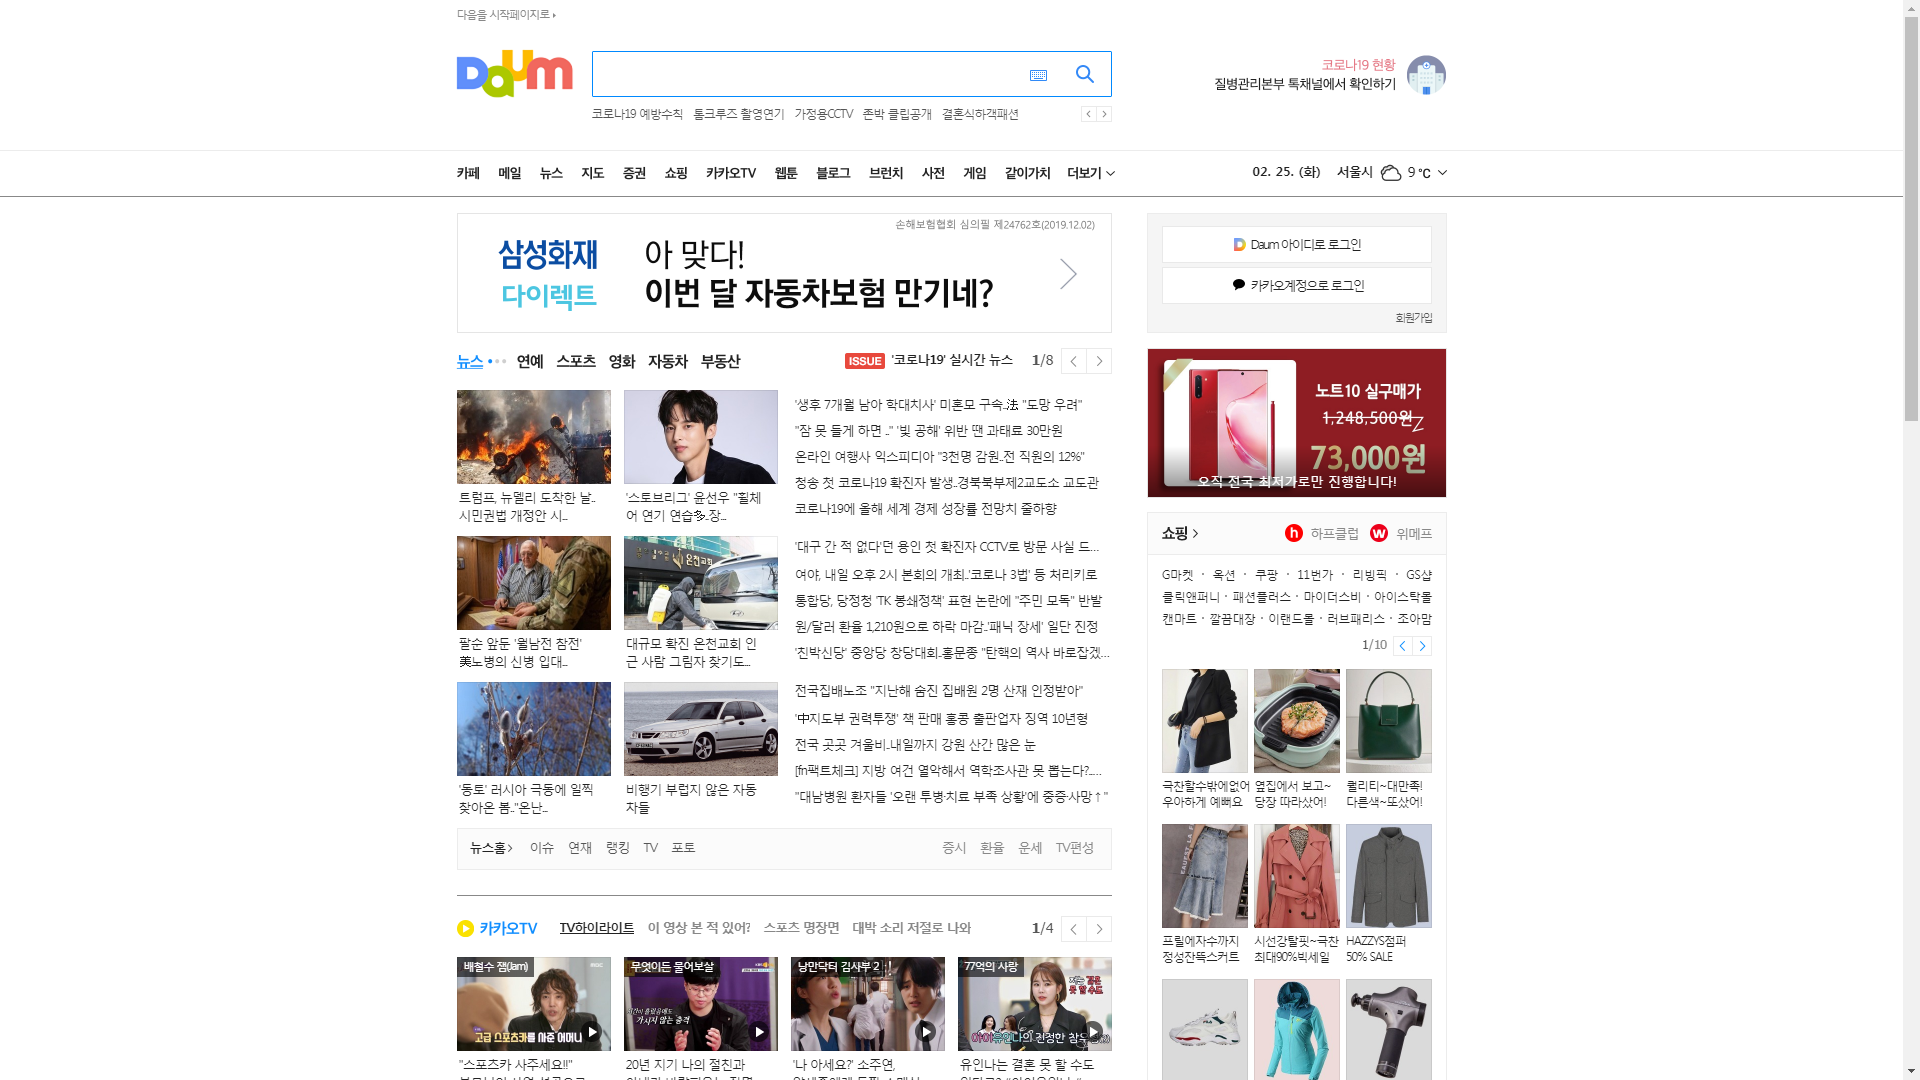 다음을 시작페이지로
Daum
코로나19 현황
질병관리본부 톡채널에서 확인하기
코로나19 예방수칙 톰크루즈 촬영연기 가정용CCTV 존박 클립공개 결혼식하객패션
카페 메일 뉴스 지도 증권 쇼핑 카카오TV 웹툰 블로그 브런치 사전 게임 같이가치 더보기
02. 25. (화) 서울시 9 ℃
손해보험협회 심의필 제24762호(2019.12.02)
삼성화재
다이렉트
아 맞다!
이번 달 자동차보험 만기네?
Daum 아이디로 로그인
카카오계정으로 로그인
회원가입
뉴스 연예 스포츠 영화 자동차 부동산
ISSUE '코로나19' 실시간 뉴스 1/8
트럼프, 뉴델리 도착한 날..
시민권법 개정안 시...
'스토브리그' 윤선우 "휠체
어 연기 연습多..장...
팔순 앞둔 '월남전 참전'
美노병의 신병 입대...
대규모 확진 온천교회 인
근 사람 그림자 찾기도...
'동토' 러시아 극동에 일찍
찾아온 봄.."온난...
비행기 부럽지 않은 자동
자들
'생후 7개월 남아 학대치사' 미혼모 구속..法 "도망 우려"
"잠 못 들게 하면 .." '빛 공해' 위반 땐 과태료 30만원
온라인 여행사 익스피디아 "3천명 감원..전 직원의 12%"
청송 첫 코로나19 확진자 발생..경북북부제2교도소 교도관
코로나19에 올해 세계 경제 성장률 전망치 줄하향
'대구 간 적 없다'던 용인 첫 확진자 CCTV로 방문 사실 드...
여야, 내일 오후 2시 본회의 개최..'코로나 3법' 등 처리키로
통합당, 당정청 'TK 봉쇄정책' 표현 논란에 "주민 모독" 반발
원/달러 환율 1,210원으로 하락 마감..'패닉 장세' 일단 진정
'친박신당' 중앙당 창당대회..홍문종 "탄핵의 역사 바로잡겠...
전국집배노조 "지난해 숨진 집배원 2명 산재 인정받아"
'中지도부 권력투쟁' 책 판매 홍콩 출판업자 징역 10년형
전국 곳곳 겨울비..내일까지 강원 산간 많은 눈
[fn팩트체크] 지방 여건 열악해서 역학조사관 못 뽑는다?.....
"대남병원 환자들 '오랜 투병·치료 부족 상황'에 중증·사망↑"
뉴스홈 이슈 연재 랭킹 TV 포토 증시 환율 운세 TV편성
노트10 실구매가
1,248,500원
73,000원
오직 전국 최저가로만 진행합니다!
쇼핑 h 하프클럽 w 위메프
G마켓 · 옥션 · 쿠팡 · 11번가 · 리빙픽 · GS샵
클릭앤퍼니 · 패션플러스 · 마이더스비 · 아이스탁몰
캔마트 · 깔끔대장 · 이랜드몰 · 러브패리스 · 조아맘
1/10
극찬할수밖에없어
우아하게 예뻐요
옆집에서 보고~
당장 따라샀어!
퀄리티~대만족!
다른색~또샀어!
프릴에자수까지
정성잔뜩스커트
시선강탈핏~극찬
최대90%빅세일
HAZZYS점퍼
50% SALE
카카오TV TV하이라이트 이 영상 본 적 있어? 스포츠 명장면 대박 소리 저절로 나와 1/4
배철수 잼(Jam)
고급 스포츠카를 사준 어머니
무엇이든 물어보살
가시지 않는 충격
낭만닥터 김사부 2
77억의 사랑
"스포츠카 사주세요!!"
20년 지기 나의 절친과
'나 아세요?' 소주연,
유인나는 결혼 못 할 수도